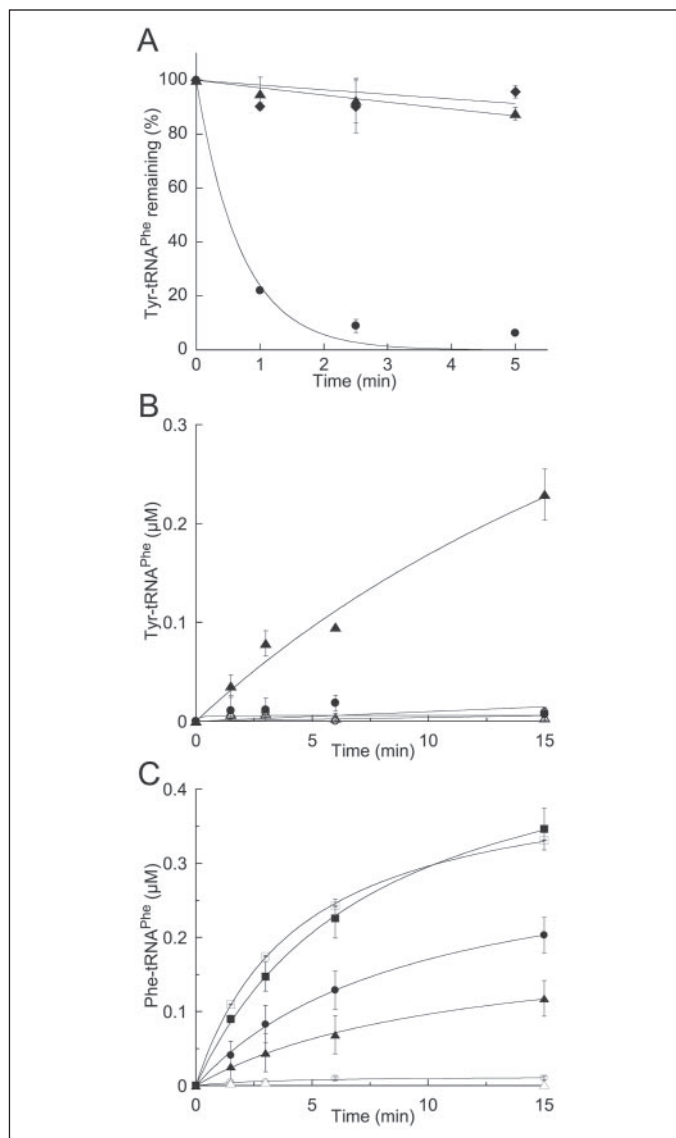 A
100
80
60
40
20
0
Tyr-tRNAPhe remaining (%)
0 1 2 3 4 5
Time (min)
B
0.3
0.2
0.1
0
Tyr-tRNAPhe (µM)
0 5 10 15
Time (min)
C
0.4
0.3
0.2
0.1
0
Phe-tRNAPhe (µM)
0 5 10 15
Time (min)